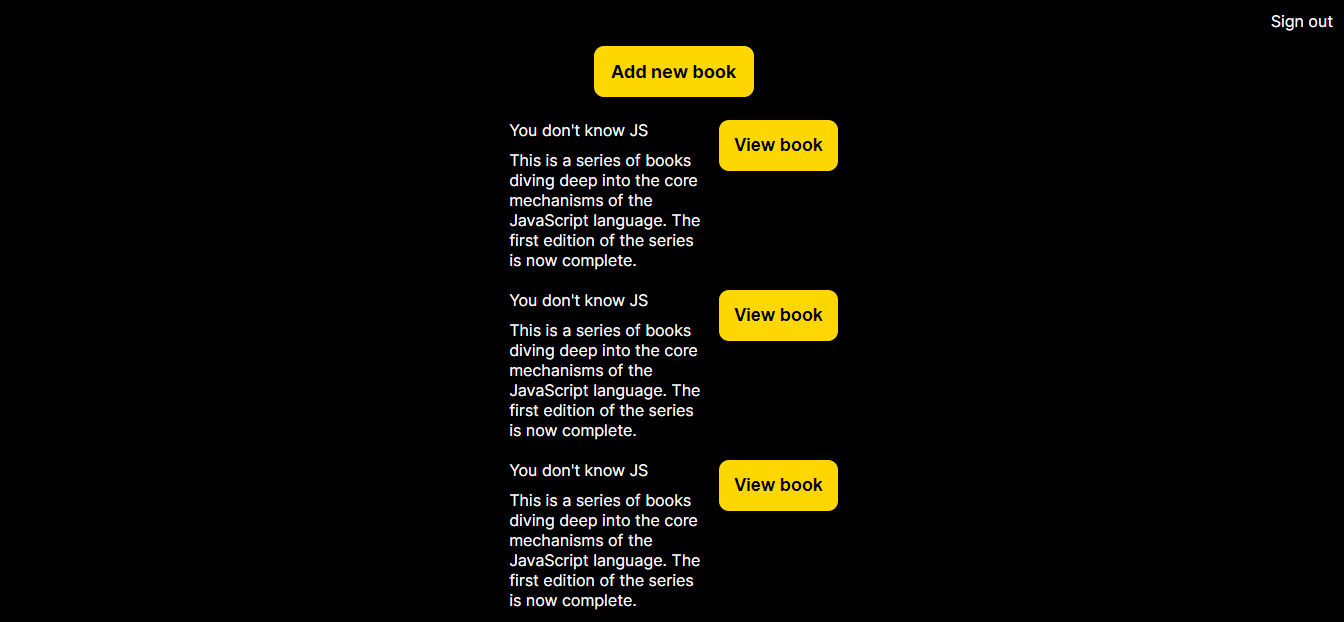 Sign out
Add new book
You don't know JS
View book
This is a series of books
diving deep into the core
mechanisms of the
JavaScript language. The
first edition of the series
is now complete.
You don't know JS
View book
This is a series of books
diving deep into the core
mechanisms of the
JavaScript language. The
first edition of the series
is now complete.
You don't know JS
View book
This is a series of books
diving deep into the core
mechanisms of the
JavaScript language. The
first edition of the series
is now complete.